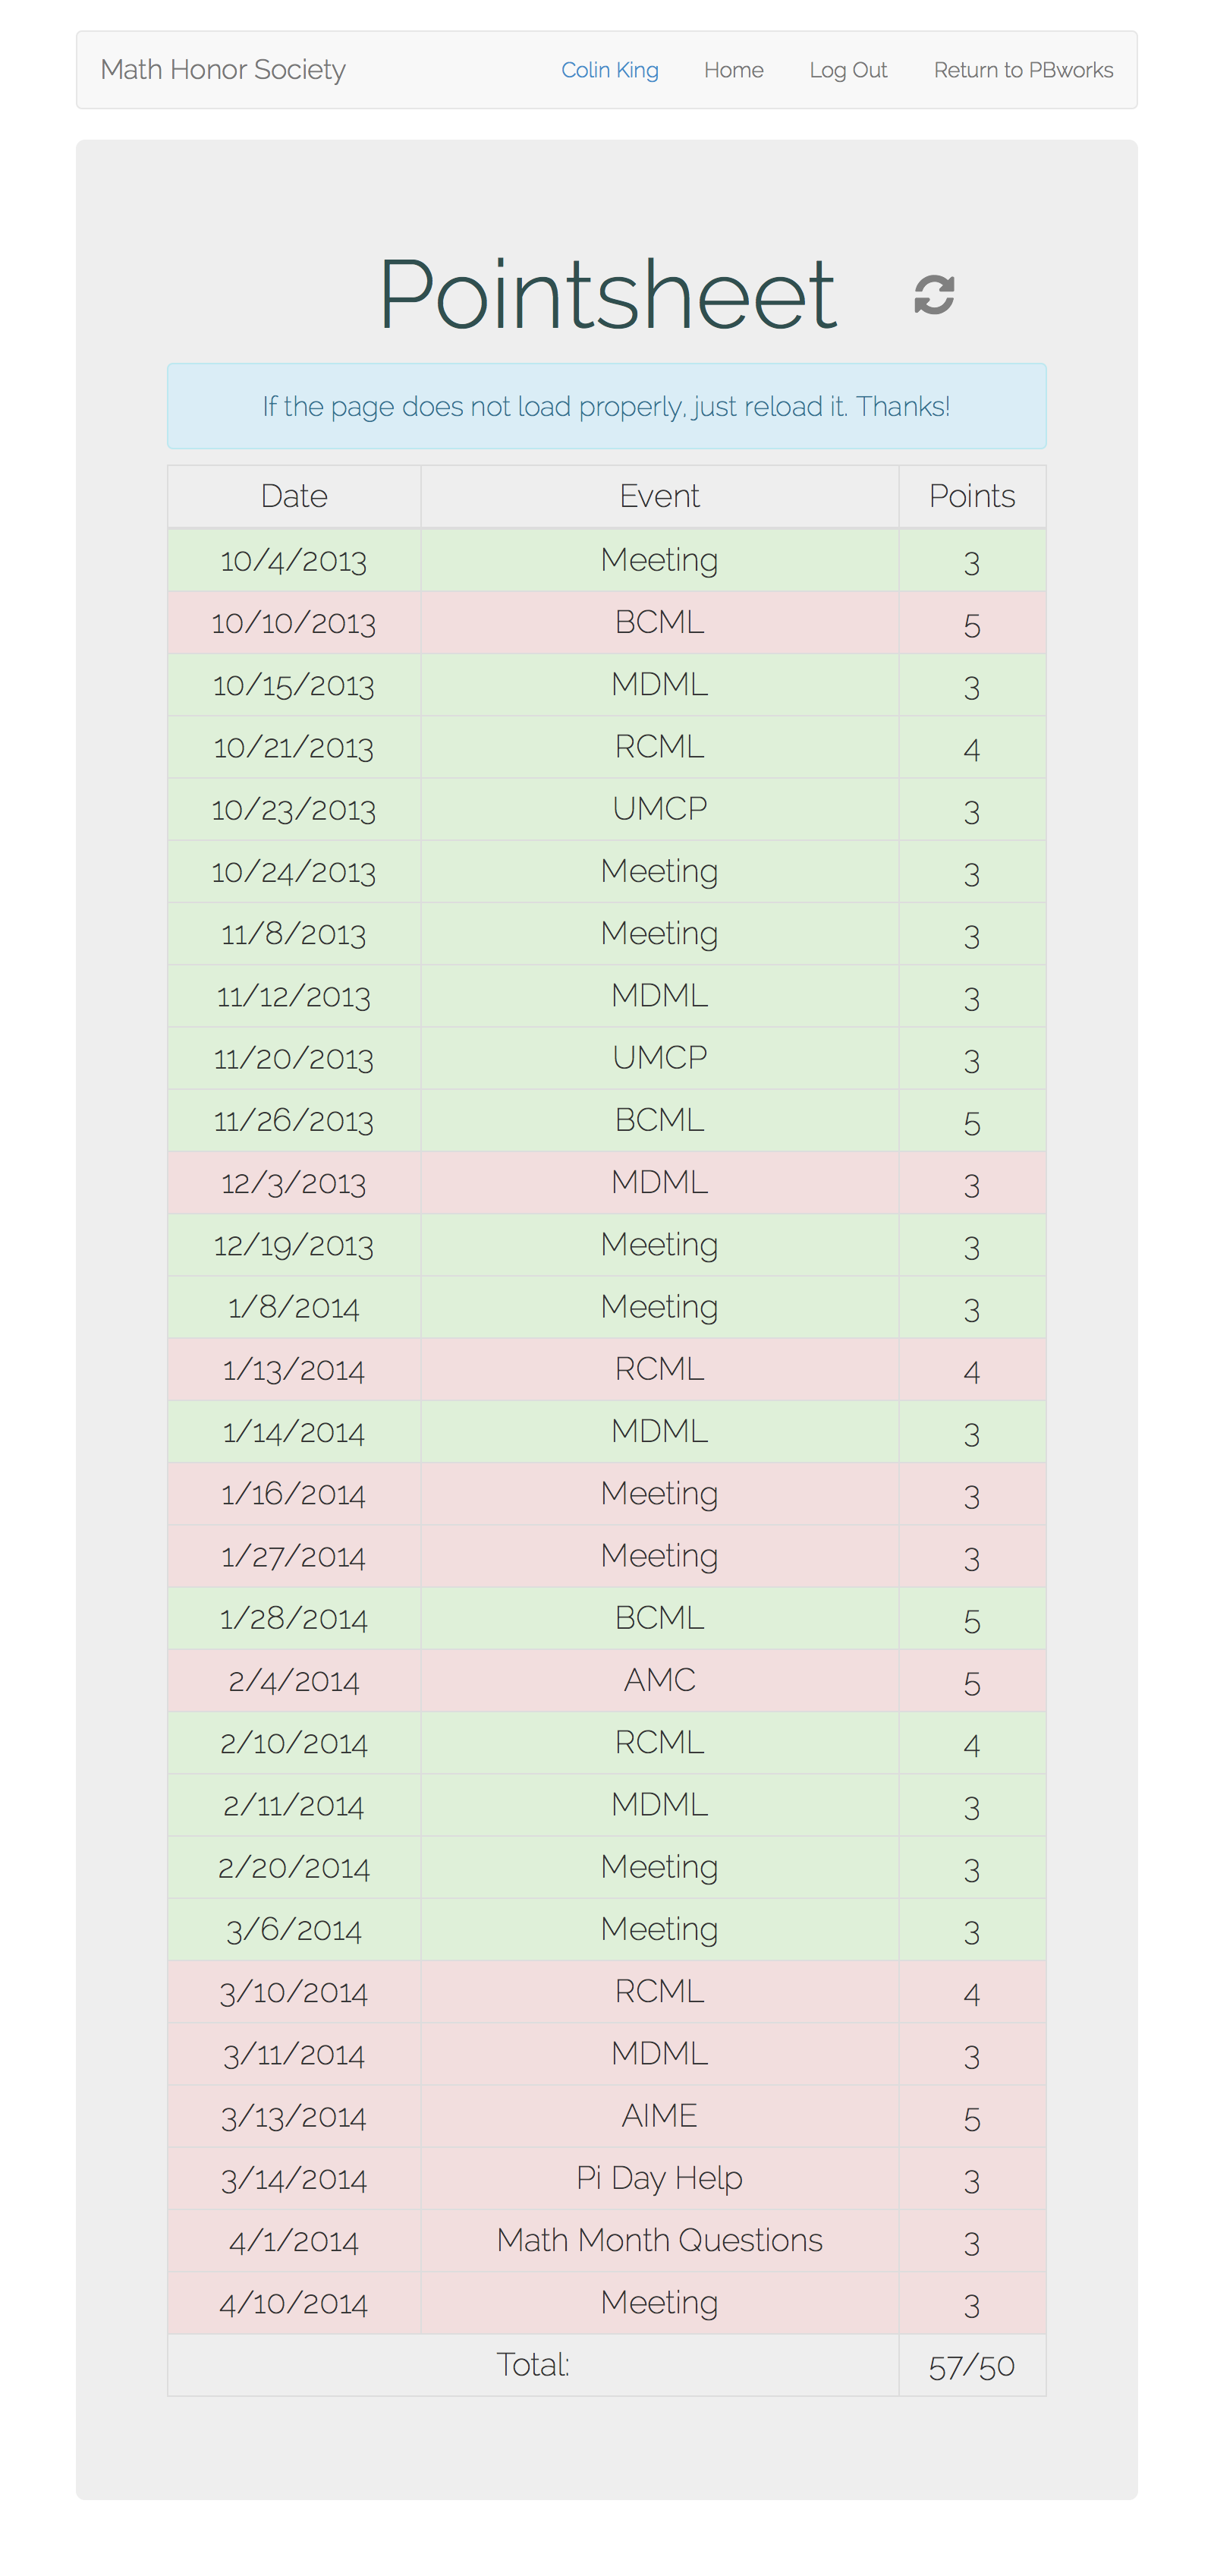 Math Honor Society Colin King Home Log Out Return to PBworks
Pointsheet
If the page does not load properly, just reload it. Thanks!
Date Event Points
10/4/2013 Meeting 3
10/10/2013 BCML 5
10/15/2013 MDML 3
10/21/2013 RCML 4
10/23/2013 UMCP 3
10/24/2013 Meeting 3
11/8/2013 Meeting 3
11/12/2013 MDML 3
11/20/2013 UMCP 3
11/26/2013 BCML 5
12/3/2013 MDML 3
12/19/2013 Meeting 3
1/8/2014 Meeting 3
1/13/2014 RCML 4
1/14/2014 MDML 3
1/16/2014 Meeting 3
1/27/2014 Meeting 3
1/28/2014 BCML 5
2/4/2014 AMC 5
2/10/2014 RCML 4
2/11/2014 MDML 3
2/20/2014 Meeting 3
3/6/2014 Meeting 3
3/10/2014 RCML 4
3/11/2014 MDML 3
3/13/2014 AIME 5
3/14/2014 Pi Day Help 3
4/1/2014 Math Month Questions 3
4/10/2014 Meeting 3
Total: 57/50